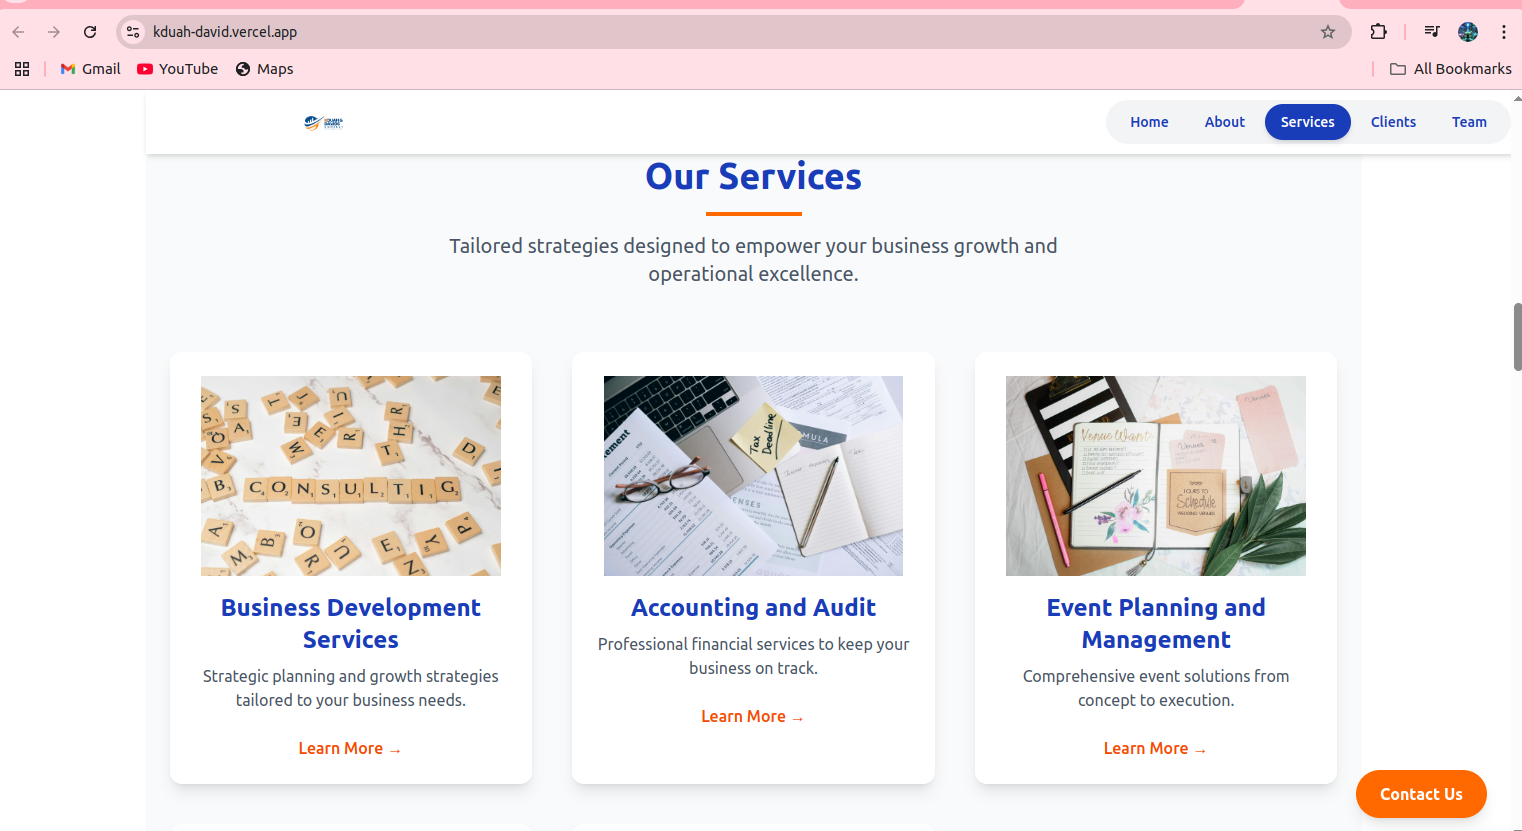 kduah-david.vercel.app
Gmail YouTube Maps All Bookmarks
Home About Services Clients Team
Our Services
Tailored strategies designed to empower your business growth and
operational excellence.
CONSULTIG
Tax
Deadline
Venue Want
Schedule
Business Development
Services
Strategic planning and growth strategies
tailored to your business needs.
Learn More →
Accounting and Audit
Professional financial services to keep your
business on track.
Learn More →
Event Planning and
Management
Comprehensive event solutions from
concept to execution.
Learn More →
Contact Us